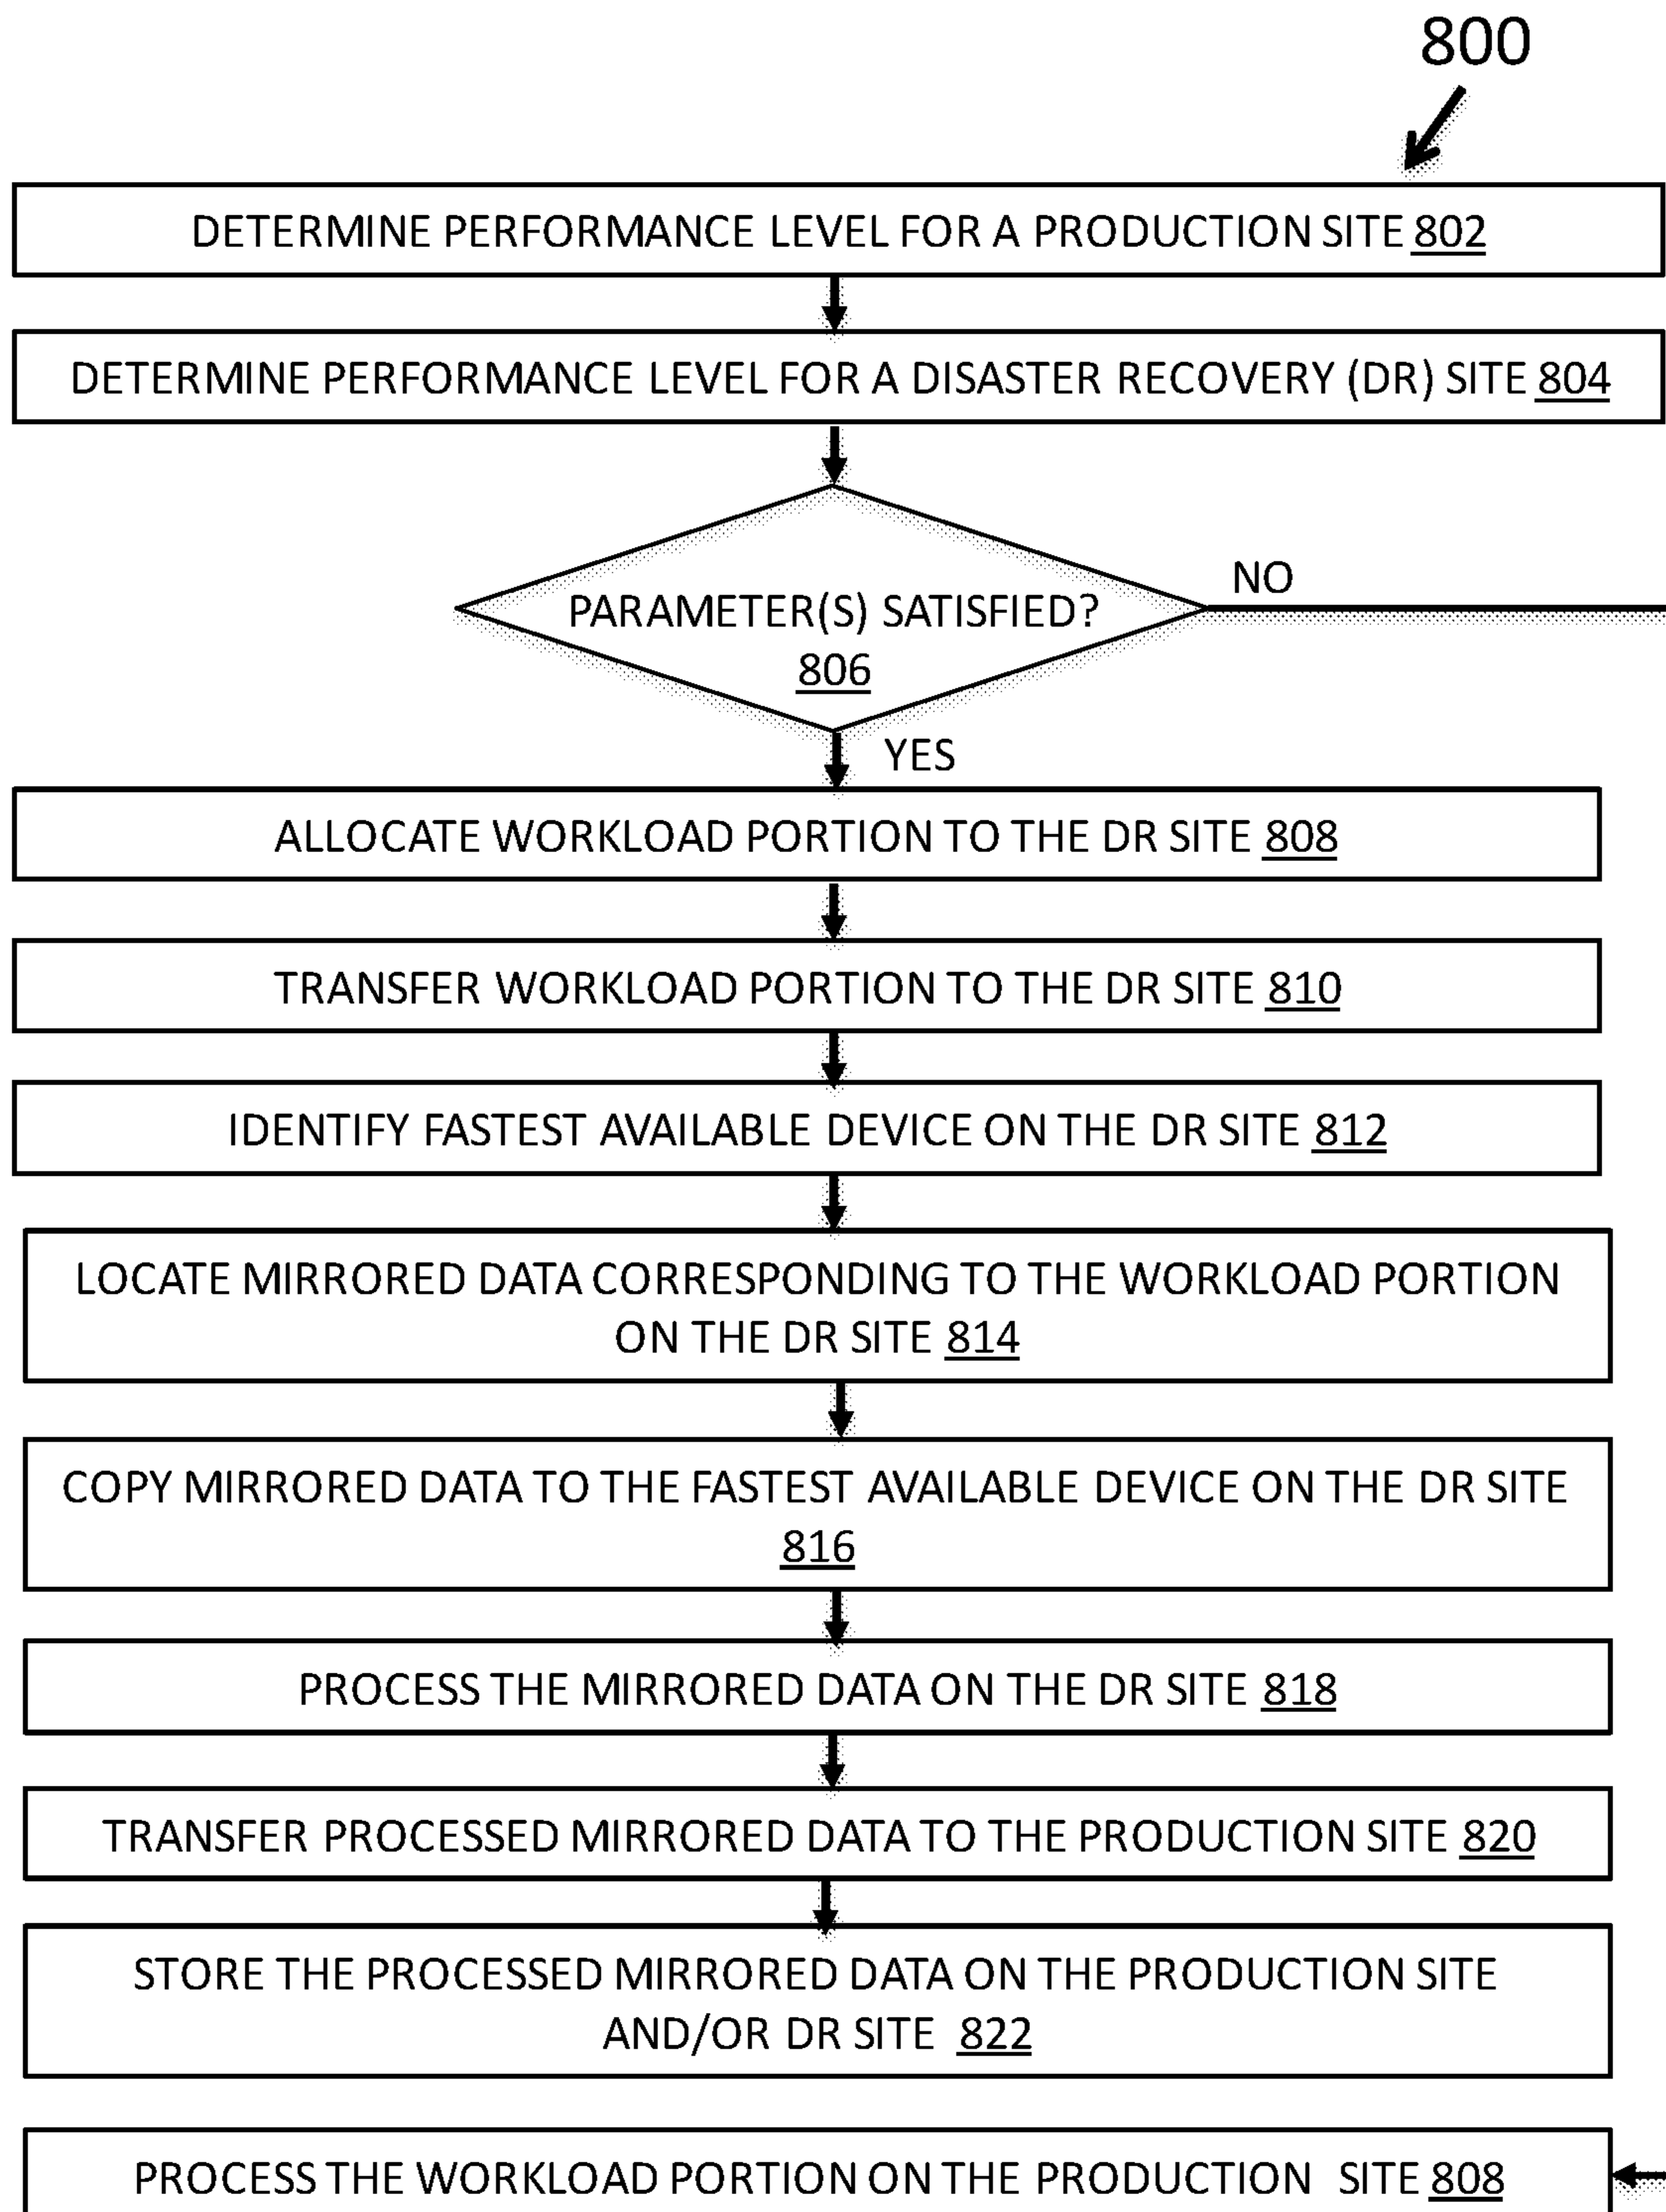 800
DETERMINE PERFORMANCE LEVEL FOR A PRODUCTION SITE 802
DETERMINE PERFORMANCE LEVEL FOR A DISASTER RECOVERY (DR) SITE 804
NO
PARAMETER(S) SATISFIED?
806
YES
ALLOCATE WORKLOAD PORTION TO THE DR SITE 808
TRANSFER WORKLOAD PORTION TO THE DR SITE 810
IDENTIFY FASTEST AVAILABLE DEVICE ON THE DR SITE 812
LOCATE MIRRORED DATA CORRESPONDING TO THE WORKLOAD PORTION
ON THE DR SITE 814
COPY MIRRORED DATA TO THE FASTEST AVAILABLE DEVICE ON THE DR SITE
816
PROCESS THE MIRRORED DATA ON THE DR SITE 818
TRANSFER PROCESSED MIRRORED DATA TO THE PRODUCTION SITE 820
STORE THE PROCESSED MIRRORED DATA ON THE PRODUCTION SITE
AND/OR DR SITE 822
PROCESS THE WORKLOAD PORTION ON THE PRODUCTION SITE 808